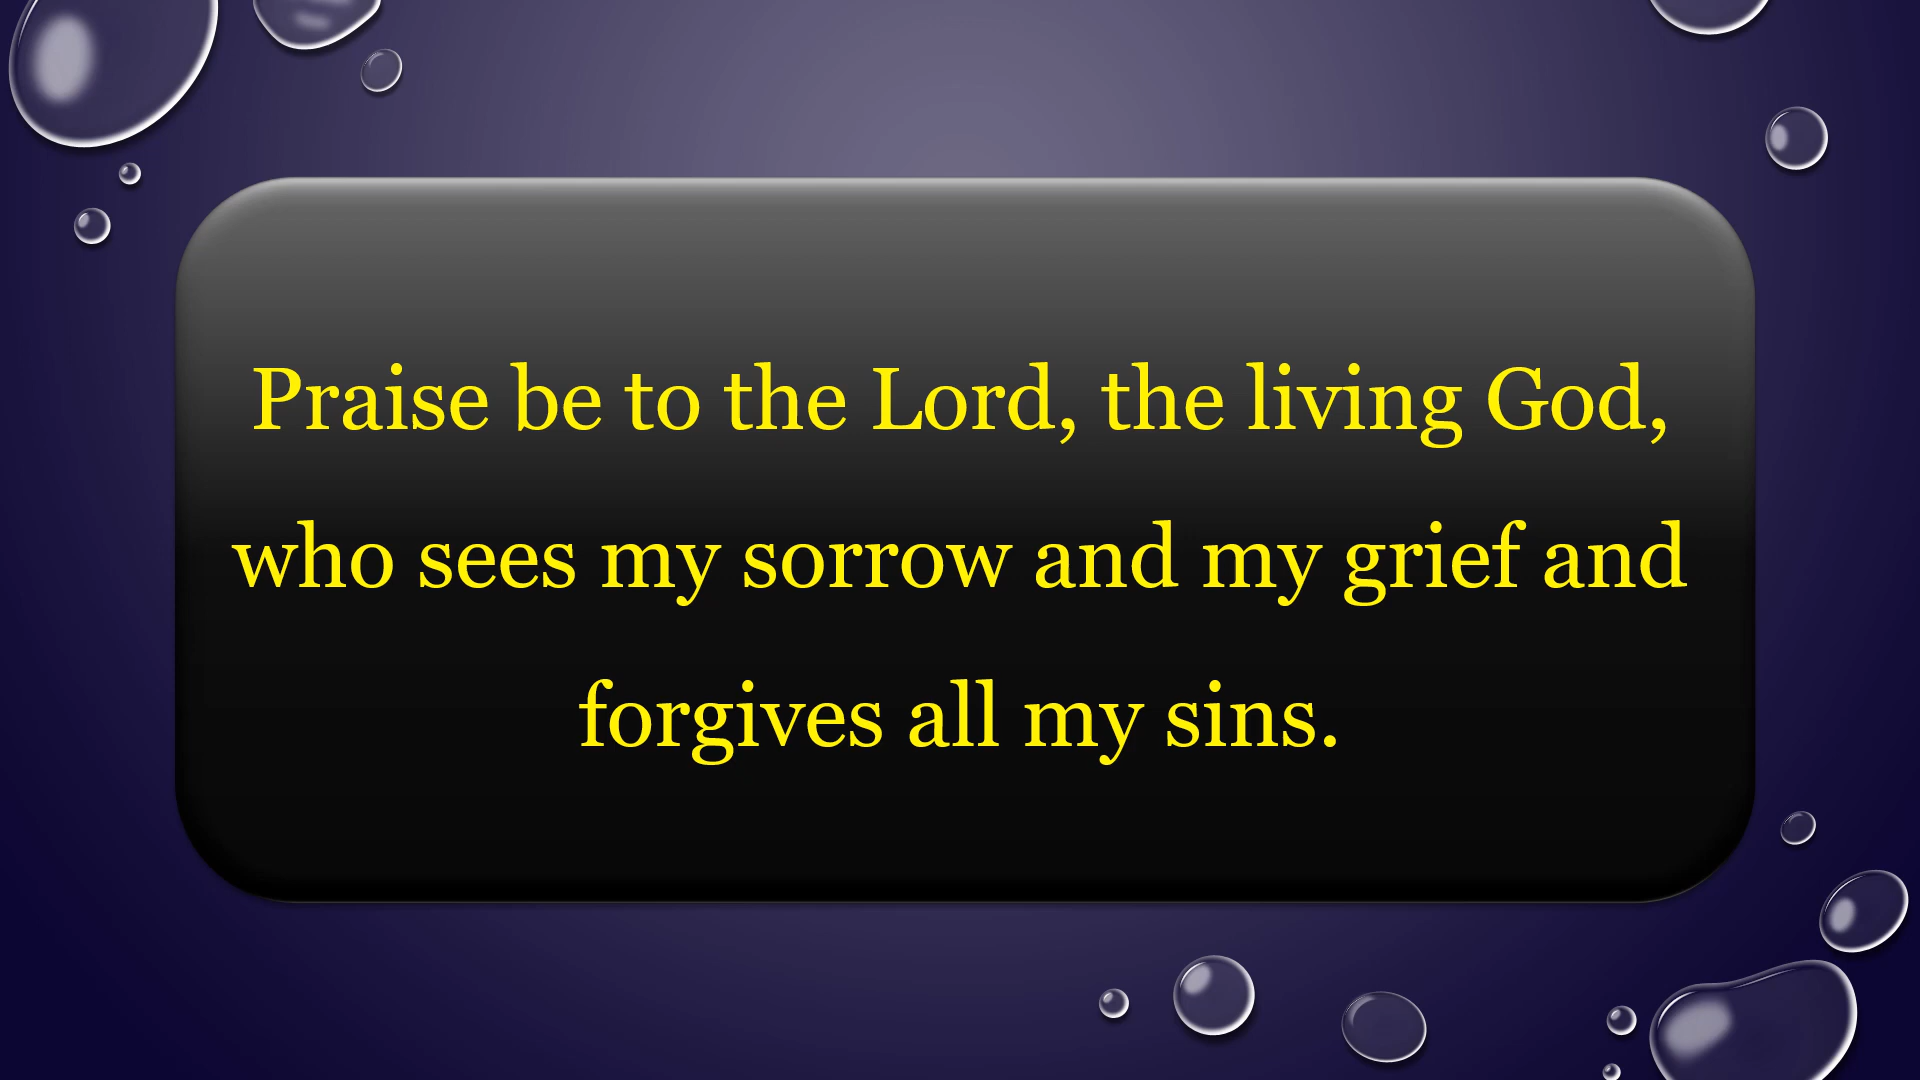 Praise be to the Lord, the living God,
who sees my sorrow and my grief and
forgives all my sins.